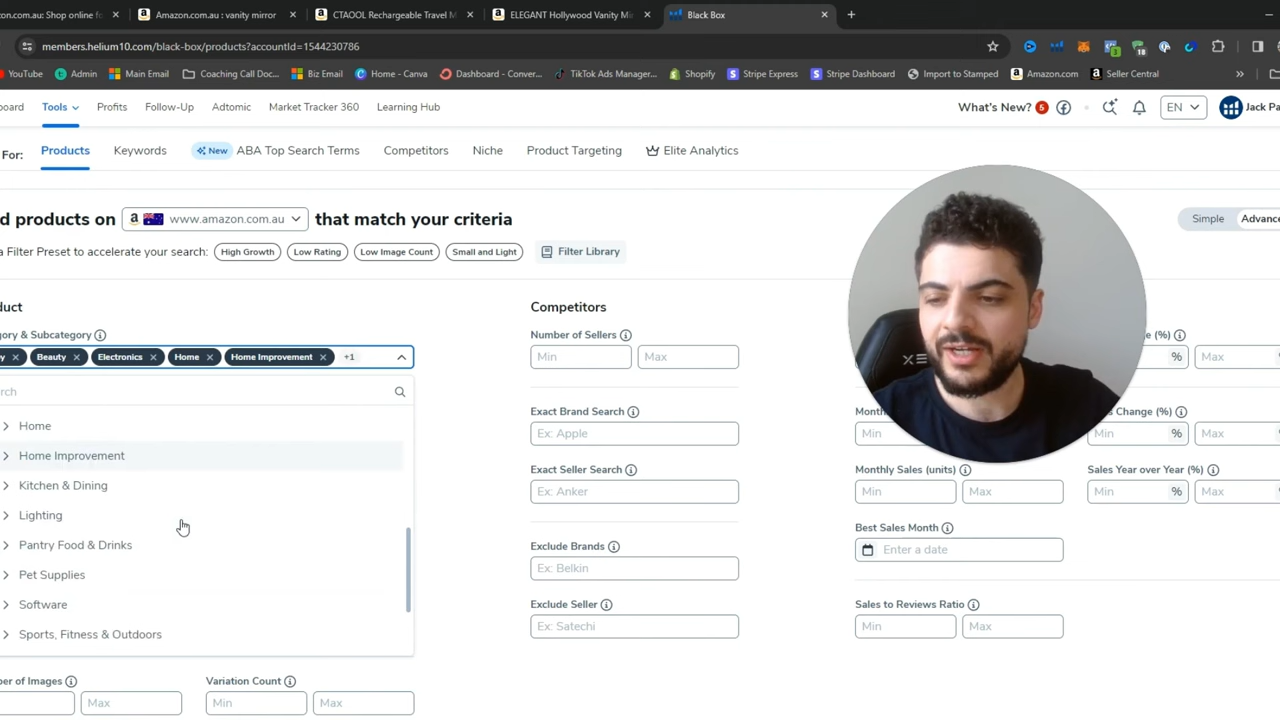 zon.com.au: Shop online fo
Amazon.com.au : vanity mirror
CTAOOL Rechargeable Travel M
ELEGANT Hollywood Vanity Mi
Black Box
members.helium10.com/black-box/products?accountId=1544230786
YouTube
Admin
Main Email
Coaching Call Doc...
Biz Email
Home - Canva
Dashboard - Conver...
TikTok Ads Manager...
Shopify
Stripe Express
Stripe Dashboard
Import to Stamped
Amazon.com
Seller Central
oard
Tools
Profits
Follow-Up
Adtomic
Market Tracker 360
Learning Hub
What's New? 5
EN
Jack Pa
For:
Products
Keywords
New ABA Top Search Terms
Competitors
Niche
Product Targeting
Elite Analytics
d products on
www.amazon.com.au
that match your criteria
Simple
Advance
a Filter Preset to accelerate your search:
High Growth
Low Rating
Low Image Count
Small and Light
Filter Library
duct
Competitors
gory & Subcategory
Number of Sellers
e (%)
y
Beauty
Electronics
Home
Home Improvement
+1
Min
Max
%
Max
rch
Home
Home Improvement
Kitchen & Dining
Lighting
Pantry Food & Drinks
Pet Supplies
Software
Sports, Fitness & Outdoors
Exact Brand Search
Ex: Apple
Month
Min
s Change (%)
Min
%
Max
Exact Seller Search
Ex: Anker
Monthly Sales (units)
Min
Max
Sales Year over Year (%)
Min
%
Max
Exclude Brands
Ex: Belkin
Best Sales Month
Enter a date
Exclude Seller
Ex: Satechi
Sales to Reviews Ratio
Min
Max
er of Images
Max
Variation Count
Min
Max